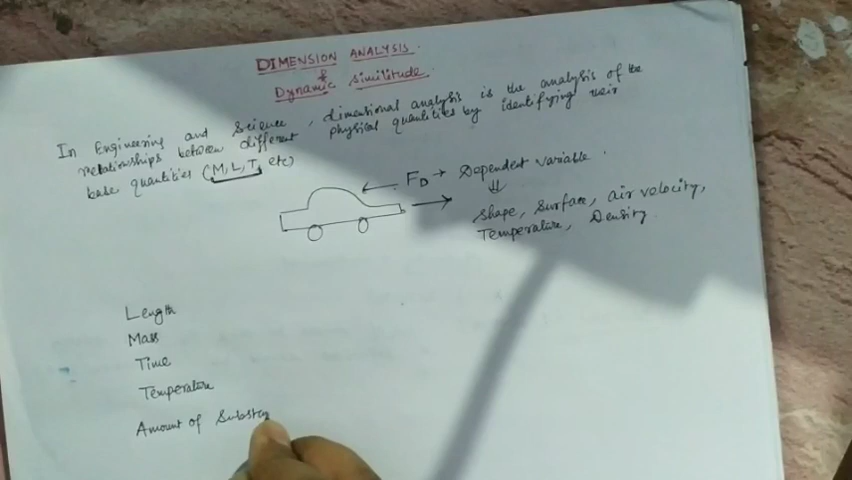 DIMENSION ANALYSIS.
&
Dynamic Similitude.
In Engineering and Science, dimensional analysis is the analysis of the
relationships between different physical quantities by identifying their
base quantities (M, L, T, etc)
FD → Dependent variable.
Shape, Surface, air velocity,
Temperature, Density
Length
Mass
Time
Temperature
Amount of Substan